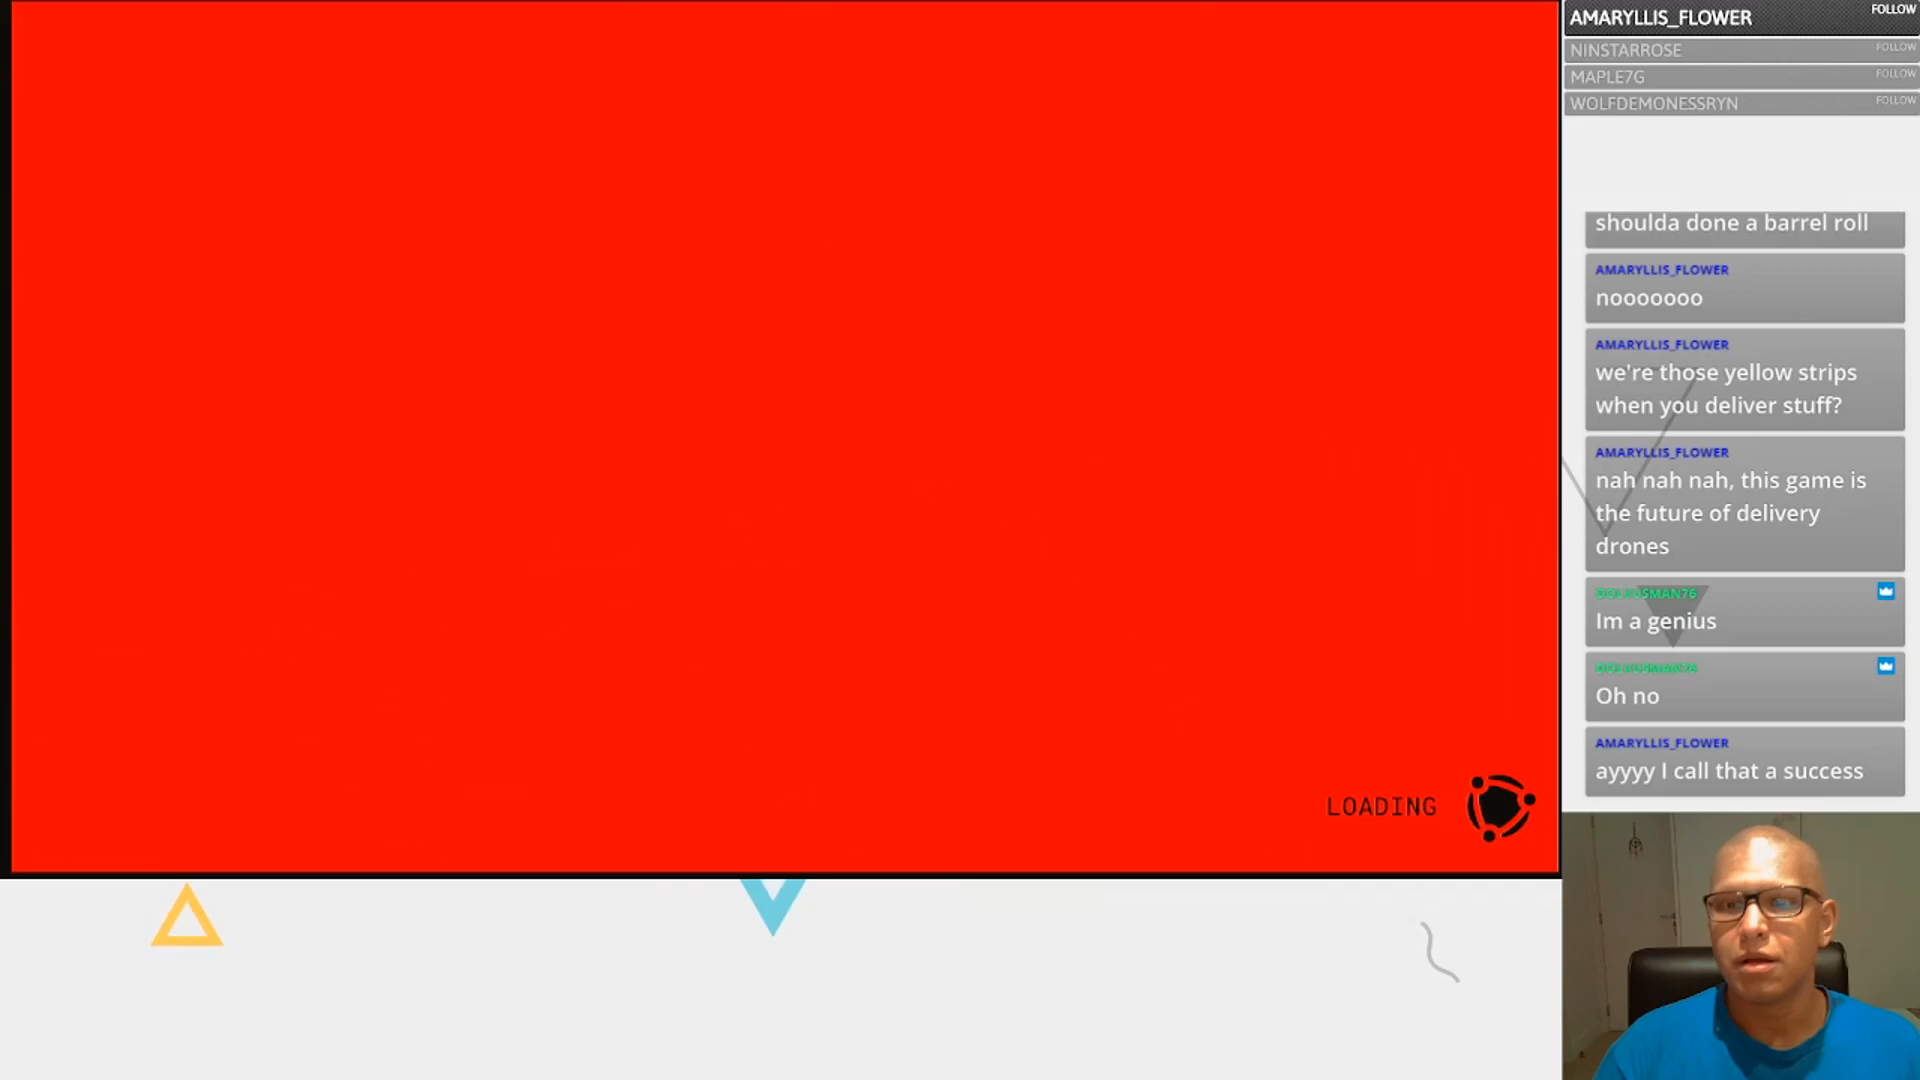 AMARYLLIS_FLOWER FOLLOW
NINSTARROSE FOLLOW
MAPLE7G FOLLOW
WOLFDEMONESSRYN FOLLOW
shoulda done a barrel roll
AMARYLLIS_FLOWER
nooooooo
AMARYLLIS_FLOWER
we're those yellow strips
when you deliver stuff?
AMARYLLIS_FLOWER
nah nah nah, this game is
the future of delivery
drones
Im a genius
Oh no
AMARYLLIS_FLOWER
ayyyy I call that a success
LOADING